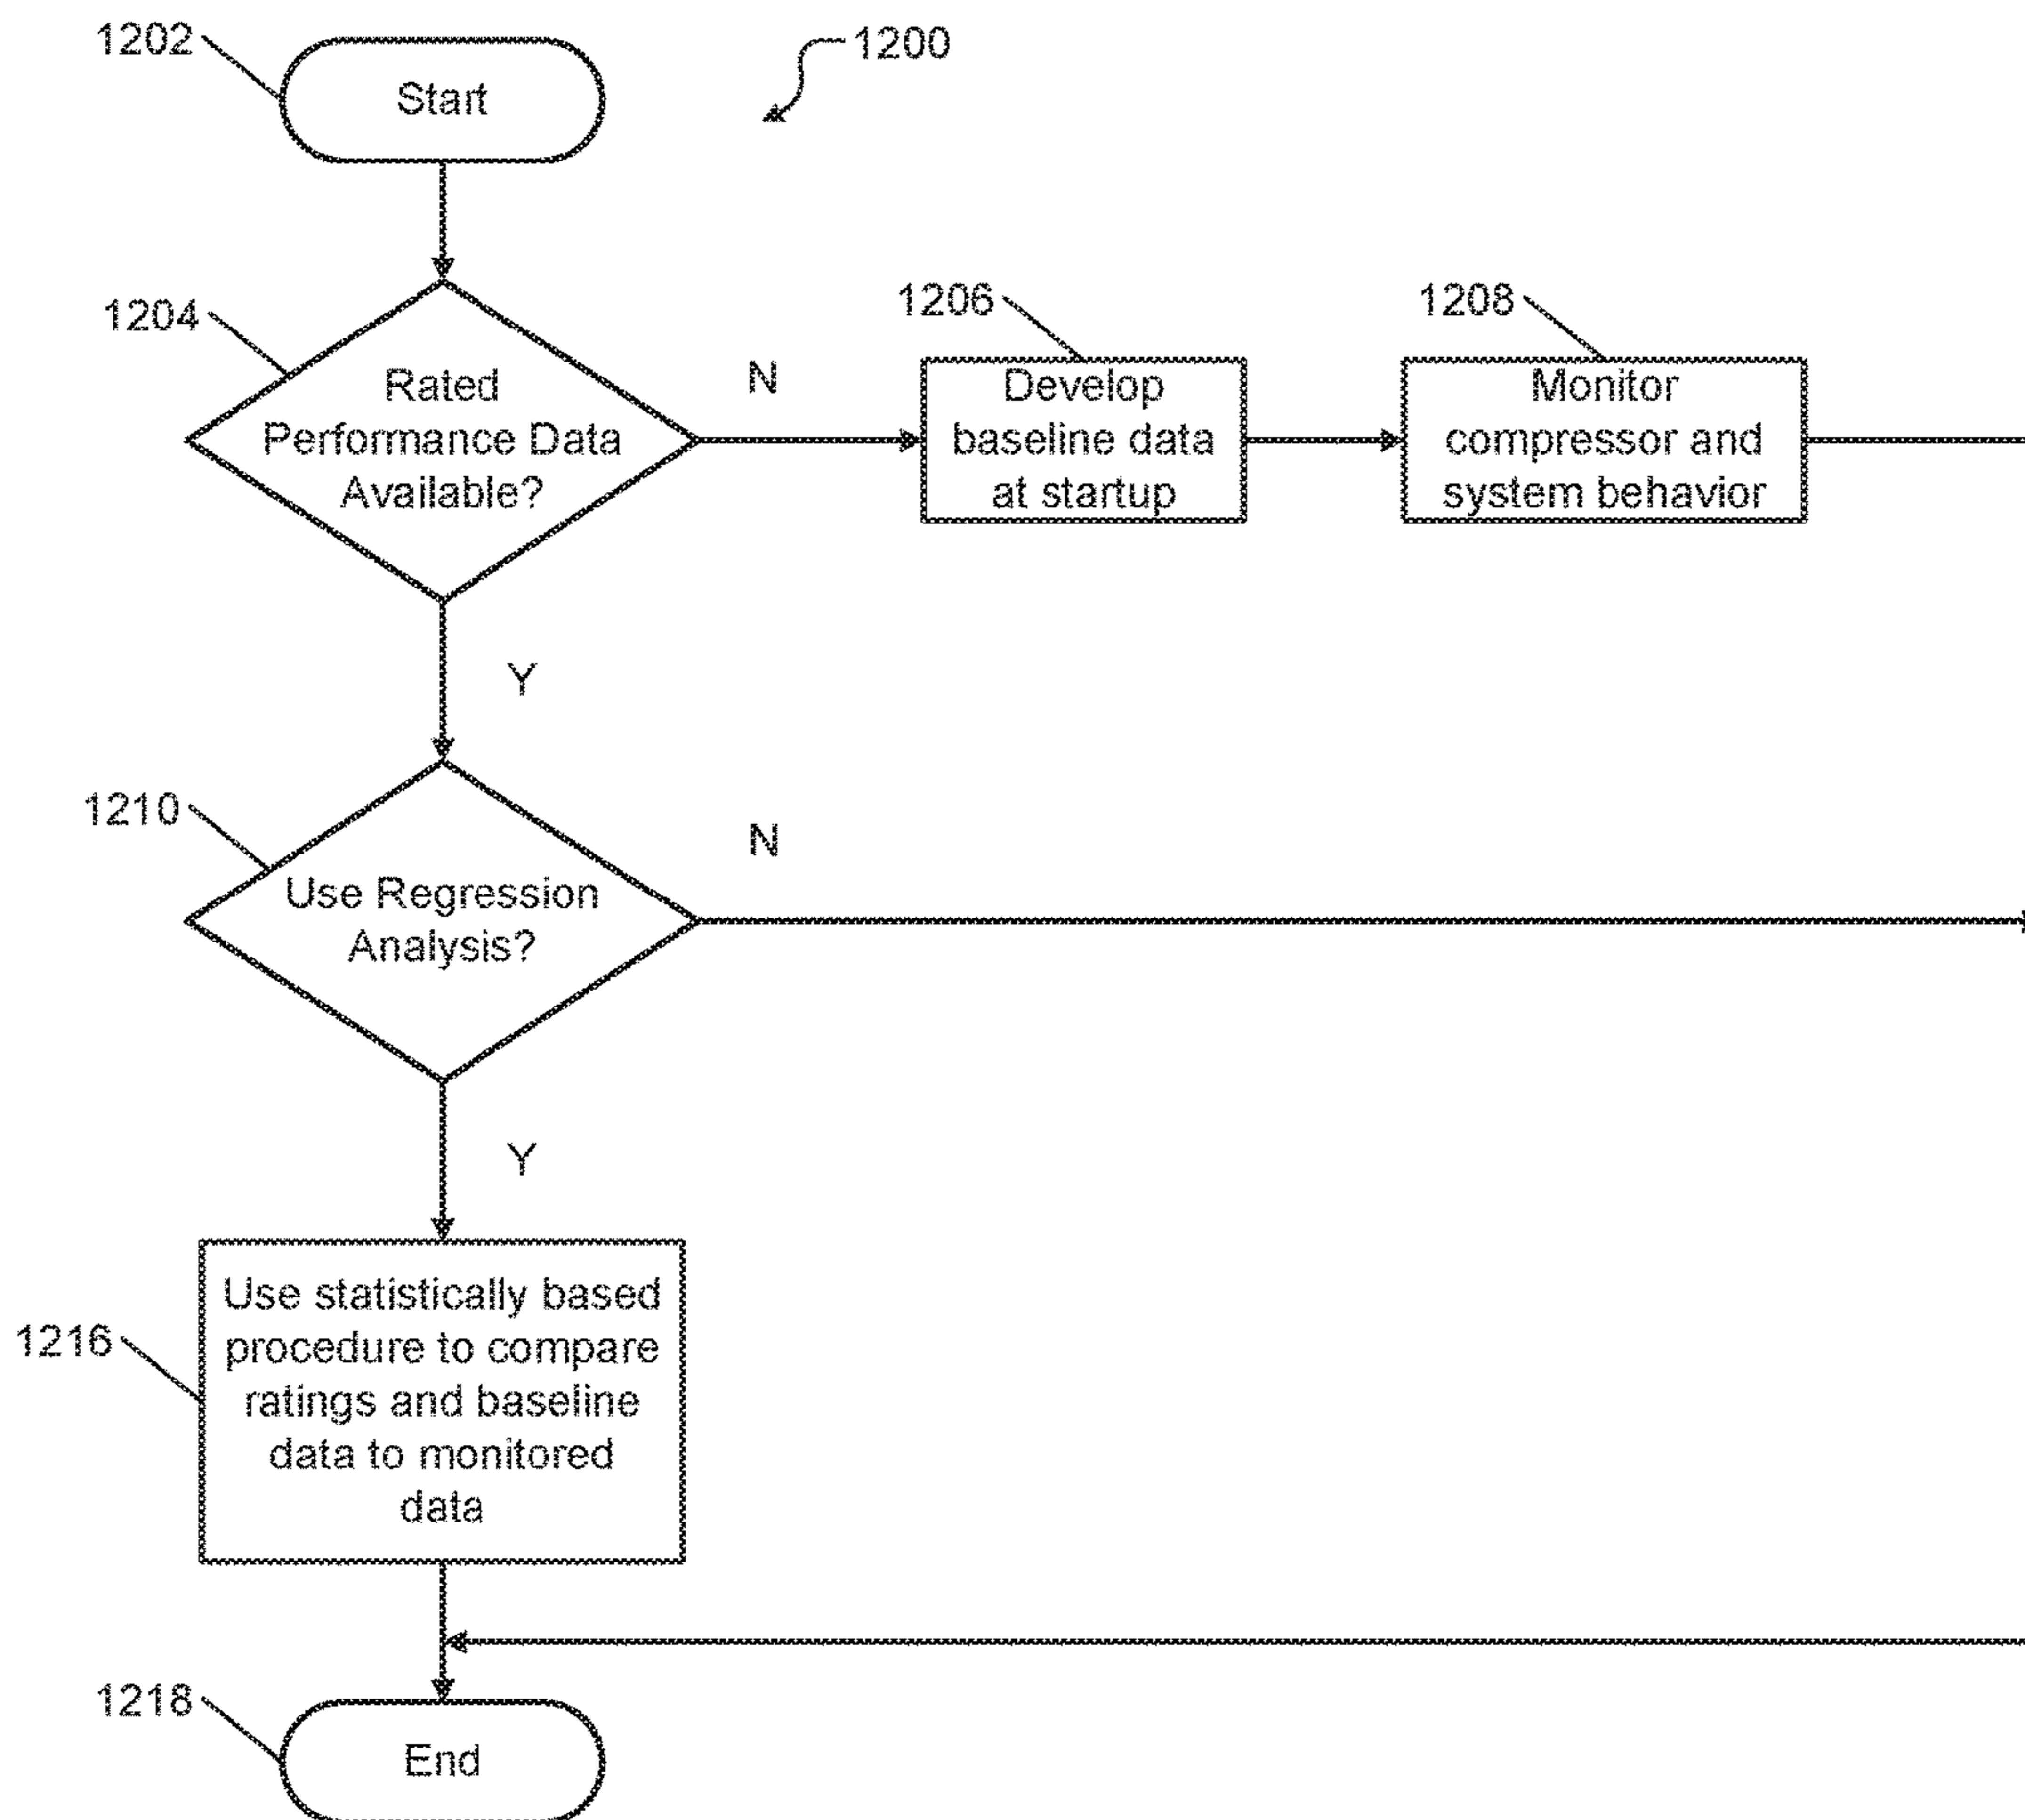 1202
Start
1200
1204
Rated
Performance Data
Available?
N
1206
Develop
baseline data
at startup
1208
Monitor
compressor and
system behavior
Y
1210
Use Regression
Analysis?
N
Y
1216
Use statistically based
procedure to compare
ratings and baseline
data to monitored
data
1218
End